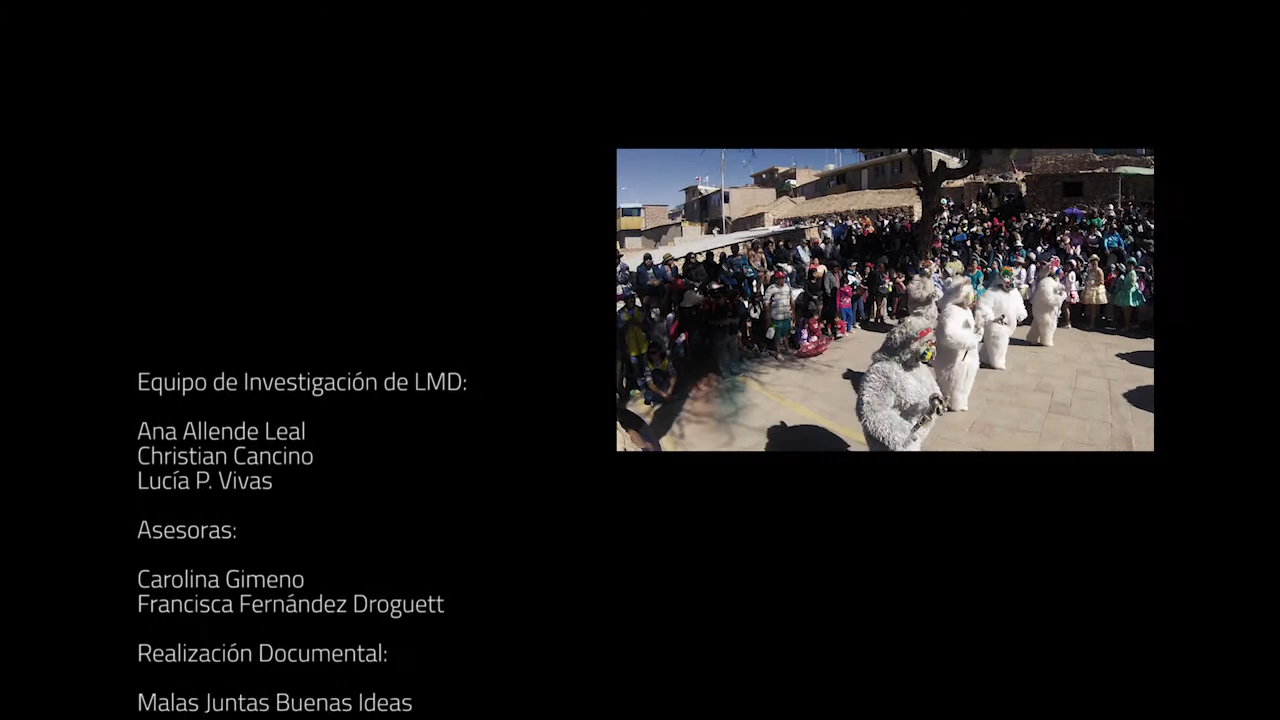 Equipo de Investigación de LMD:
Ana Allende Leal
Christian Cancino
Lucía P. Vivas
Asesoras:
Carolina Gimeno
Francisca Fernández Droguett
Realización Documental:
Malas Juntas Buenas Ideas